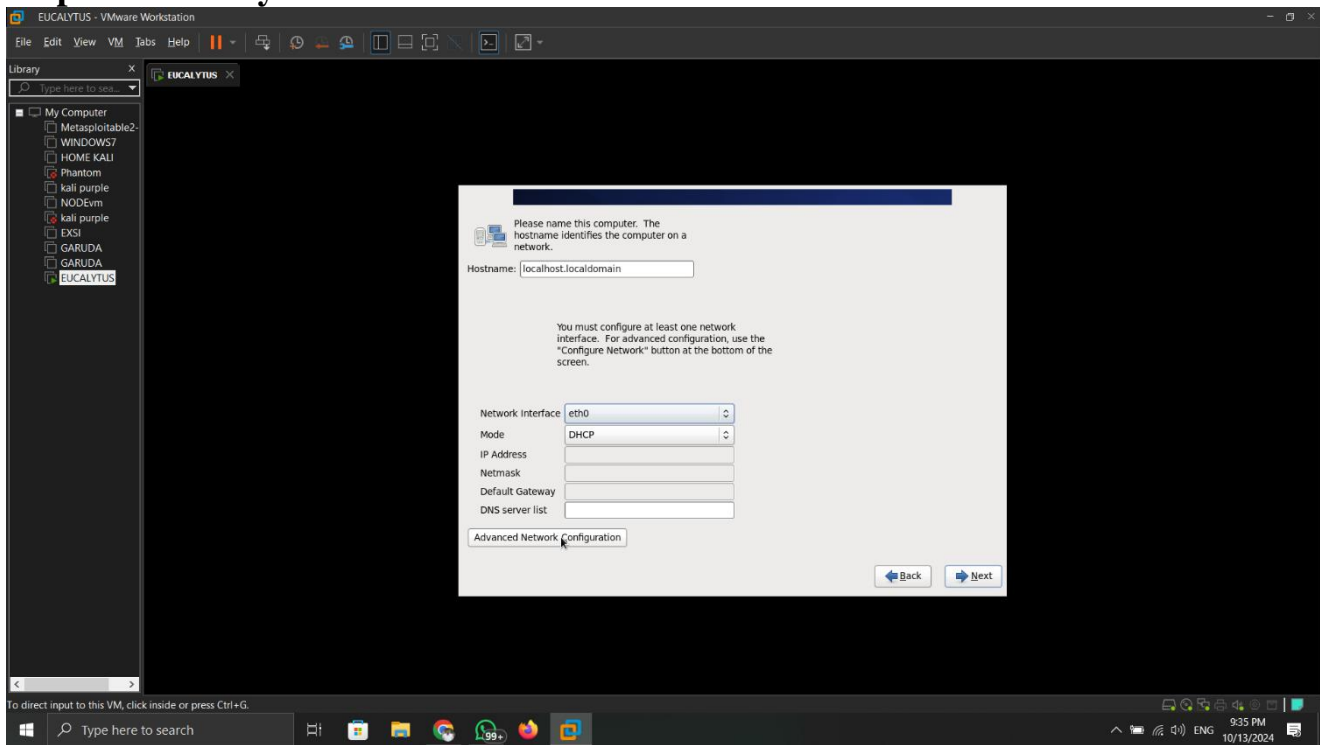 EUCALYTUS - VMware Workstation
File Edit View VM Tabs Help
Library X
EUCALYTUS
Type here to sea...
My Computer
Metasploitable2-
WINDOWS7
HOME KALI
Phantom
kali purple
NODEvm
kali purple
EXSI
GARUDA
GARUDA
EUCALYTUS
Please name this computer. The
hostname identifies the computer on a
network.
Hostname: localhost.localdomain
You must configure at least one network
interface. For advanced configuration, use the
"Configure Network" button at the bottom of the
screen.
Network Interface eth0
Mode DHCP
IP Address
Netmask
Default Gateway
DNS server list
Advanced Network Configuration
Back Next
To direct input to this VM, click inside or press Ctrl+G.
Type here to search
99+
ENG
9:35 PM
10/13/2024